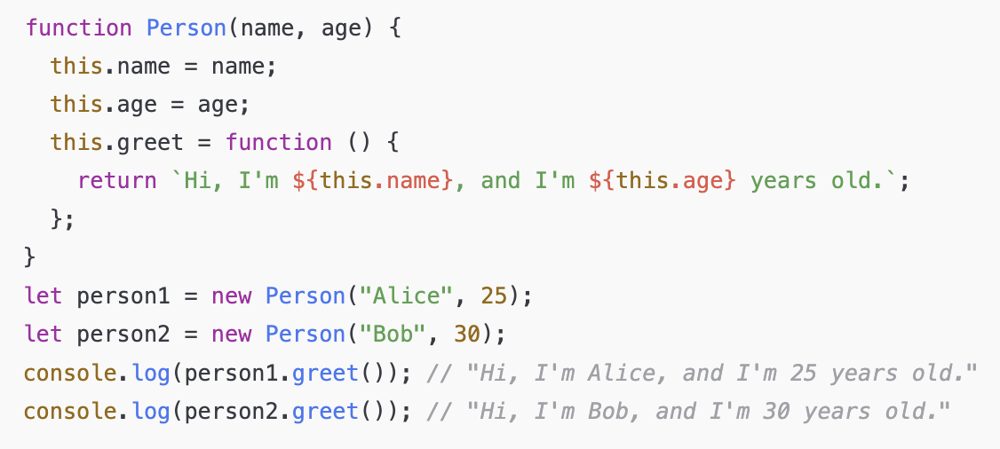 function Person(name, age) {
  this.name = name;
  this.age = age;
  this.greet = function () {
    return `Hi, I'm ${this.name}, and I'm ${this.age} years old.`;
  };
}
let person1 = new Person("Alice", 25);
let person2 = new Person("Bob", 30);
console.log(person1.greet()); // "Hi, I'm Alice, and I'm 25 years old."
console.log(person2.greet()); // "Hi, I'm Bob, and I'm 30 years old."